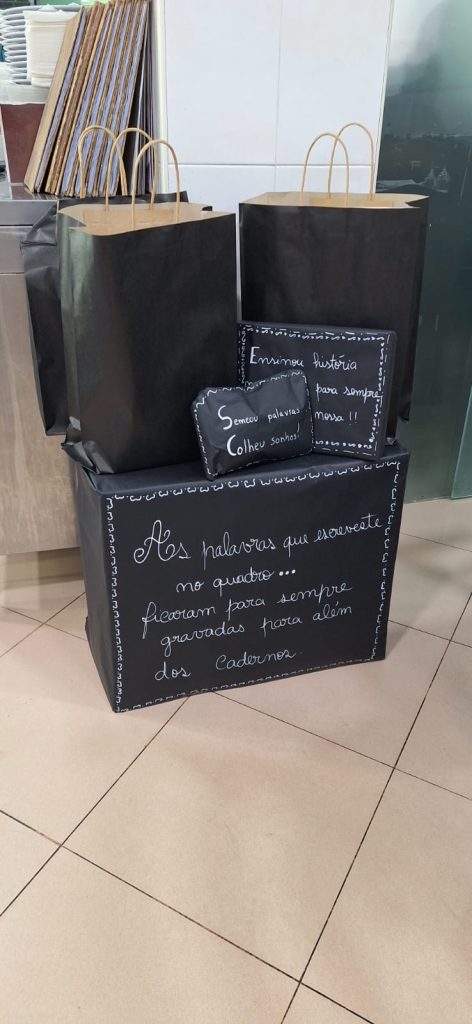 Ensinou história
para sempre
nossa!!
Semeou palavras
Colheu sonhos!
As palavras que escreveste
no quadro...
ficaram para sempre
gravadas para além
dos cadernos.